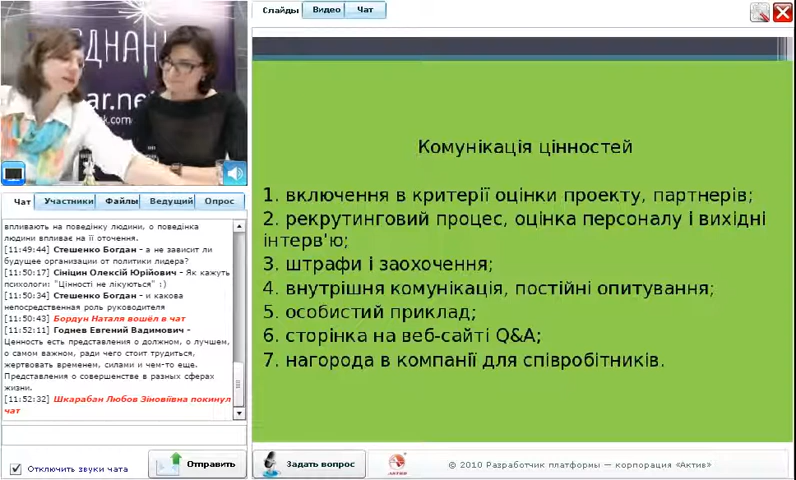 ЄДНАН
ar.ne
k.com
Слайды Видео Чат
Комунікація цінностей
1. включення в критерії оцінки проекту, партнерів;
2. рекрутинговий процес, оцінка персоналу і вихідні
інтерв'ю;
3. штрафи і заохочення;
4. внутрішня комунікація, постійні опитування;
5. особистий приклад;
6. сторінка на веб-сайті Q&A;
7. нагорода в компанії для співробітників.
Чат Участники Файлы Ведущий Опрос
впливають на поведінку людини, о поведінка
людини впливає на її оточення.
[11:49:44] Стешенко Богдан - а не зависит ли
будущее организации от политики лидера?
[11:50:17] Сініцин Олексій Юрійович - Як кажуть
психологи: "Цінності не лікуються" :)
[11:50:34] Стешенко Богдан - и какова
непосредственная роль руководителя
[11:50:43] Бордун Наталя вошёл в чат
[11:52:11] Годнев Евгений Вадимович -
Ценность есть представления о должном, о лучшем,
о самом важном, ради чего стоит трудиться,
жертвовать временем, силами и чем-то еще.
Представления о совершенстве в разных сферах
жизни.
[11:52:32] Шкарабан Любов Зіновіївна покинул
чат
Отключить звуки чата
Отправить
Задать вопрос
АКТИВ
© 2010 Разработчик платформы — корпорация «Актив»